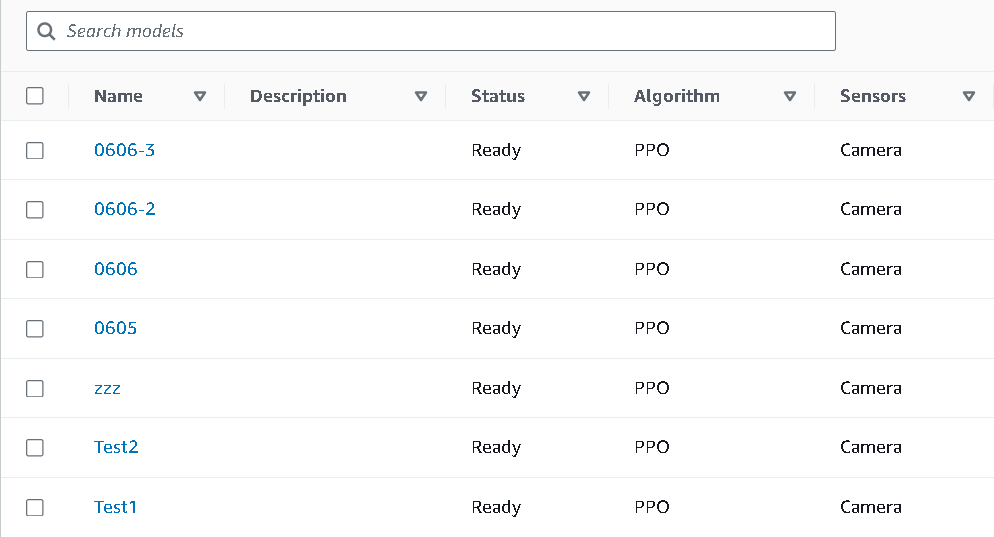 Search models
Name Description Status Algorithm Sensors
0606-3 Ready PPO Camera
0606-2 Ready PPO Camera
0606 Ready PPO Camera
0605 Ready PPO Camera
zzz Ready PPO Camera
Test2 Ready PPO Camera
Test1 Ready PPO Camera